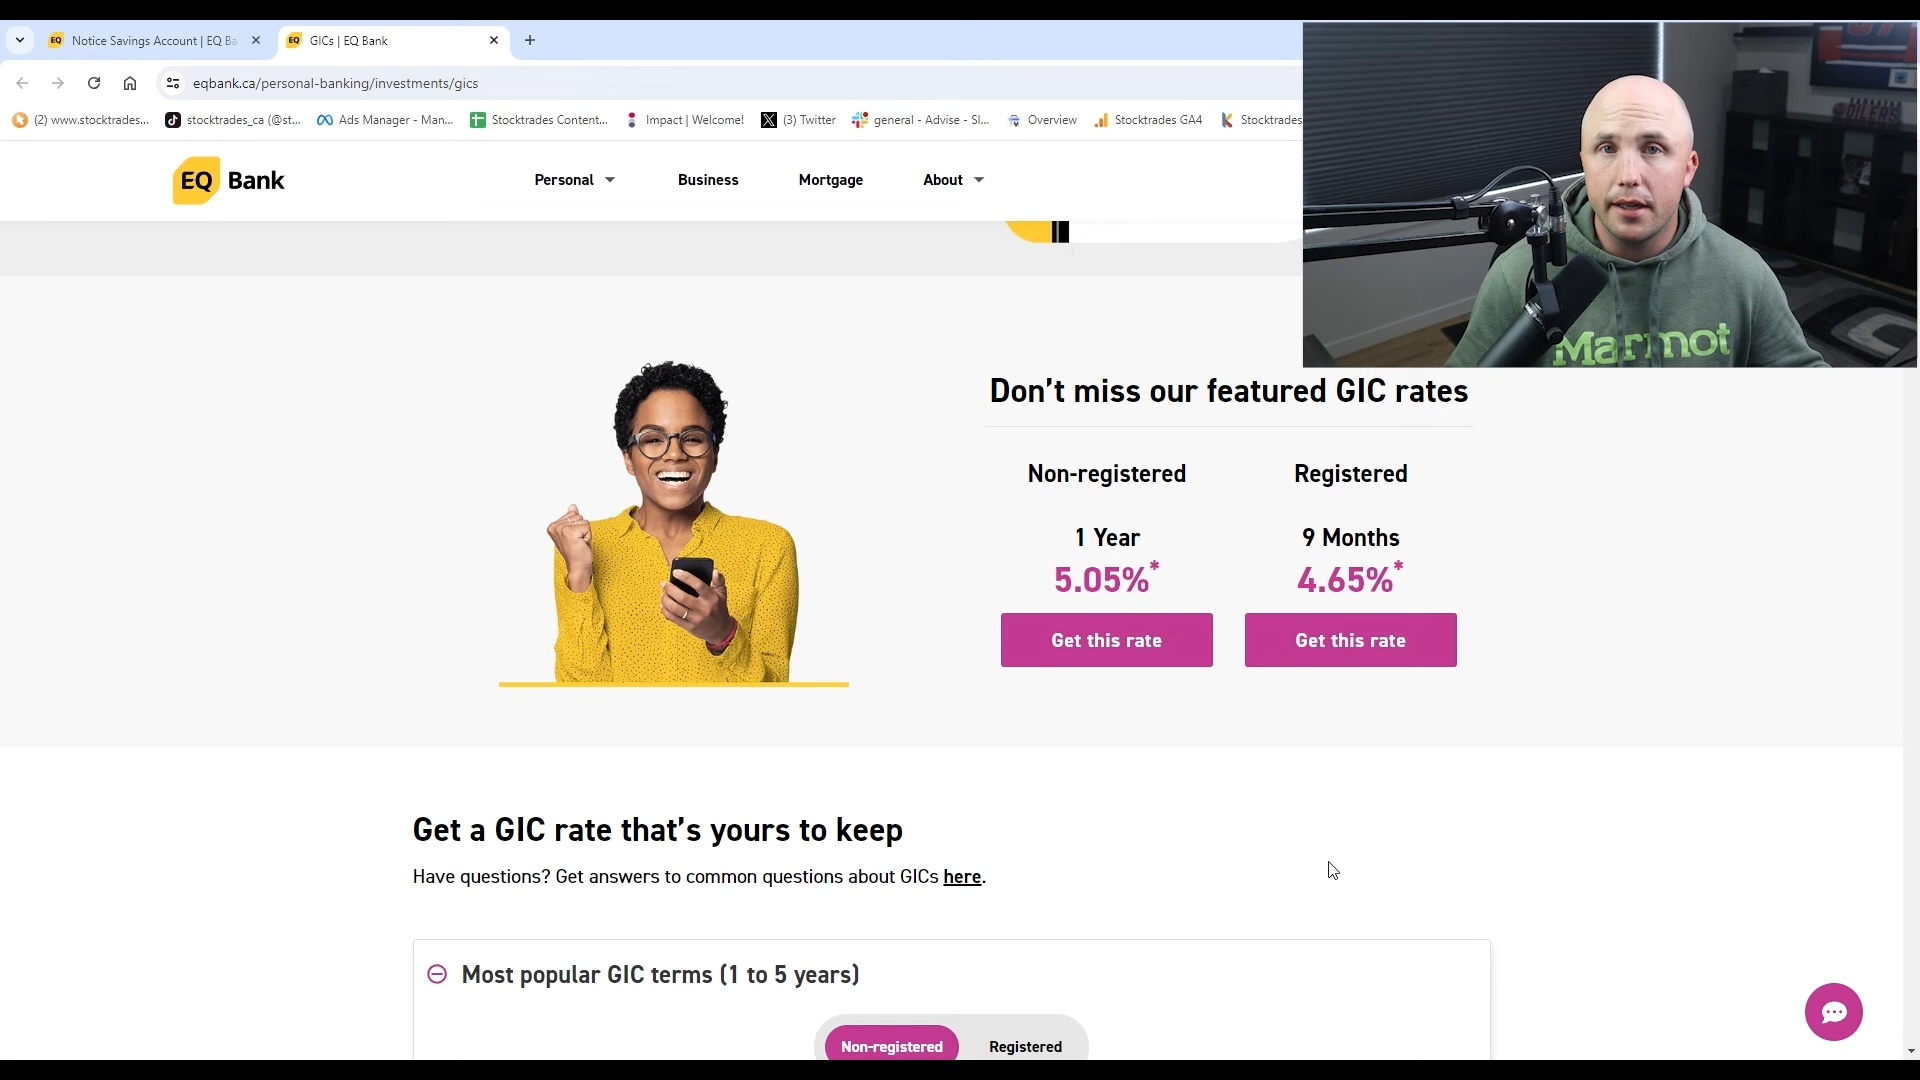 Notice Savings Account | EQ Ba
GICs | EQ Bank
eqbank.ca/personal-banking/investments/gics
(2) www.stocktrades...
stocktrades_ca (@st...
Ads Manager - Man...
Stocktrades Content...
Impact | Welcome!
(3) Twitter
general - Advise - Sl...
Overview
Stocktrades GA4
Stocktrades
EQ Bank
Personal
Business
Mortgage
About
OILERS
Marmot
Don’t miss our featured GIC rates
Non-registered
Registered
1 Year
9 Months
5.05%*
4.65%*
Get this rate
Get this rate
Get a GIC rate that’s yours to keep
Have questions? Get answers to common questions about GICs here.
Most popular GIC terms (1 to 5 years)
Non-registered
Registered